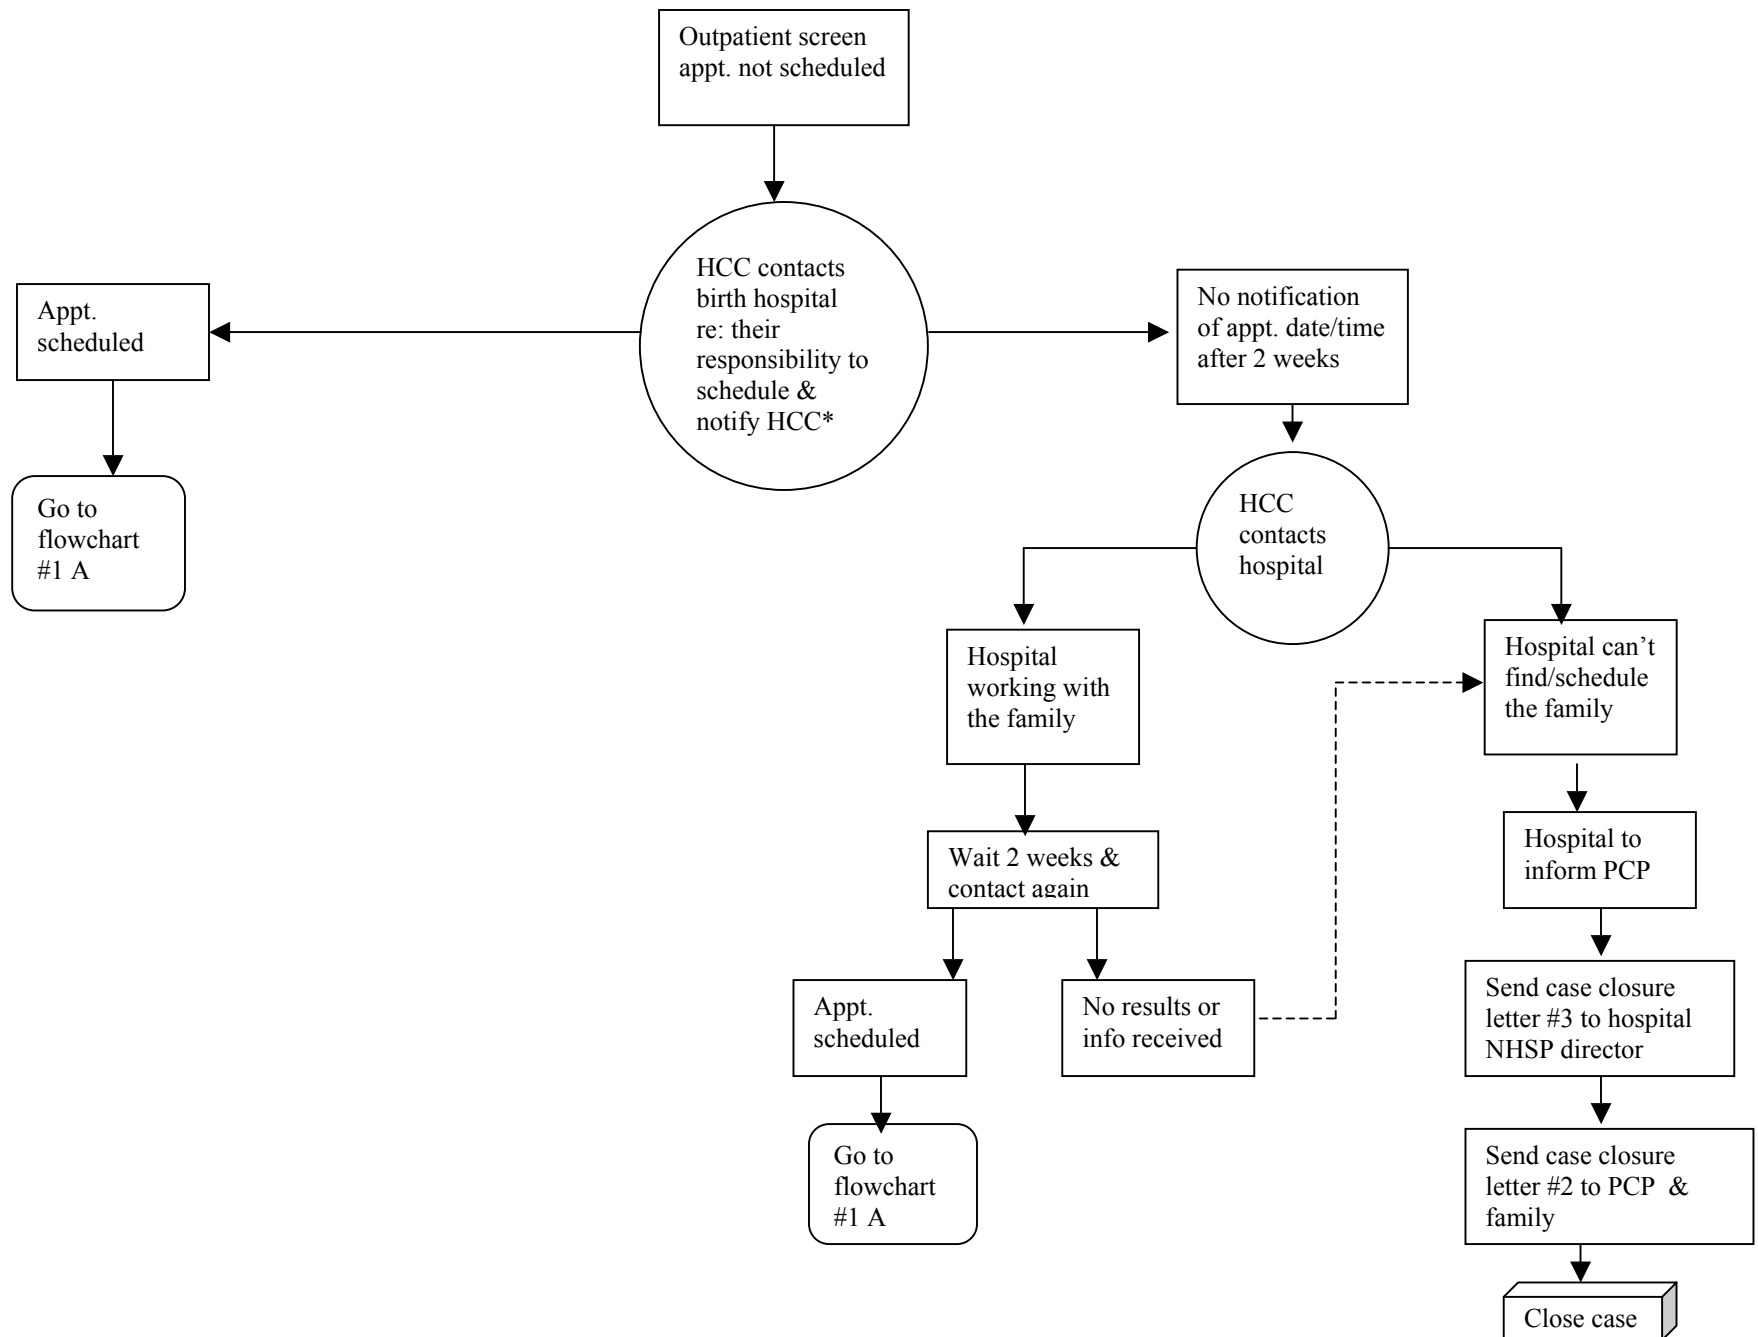 Outpatient screen
appt. not scheduled
HCC contacts
birth hospital
re: their
responsibility to
schedule &
notify HCC*
Appt.
scheduled
Go to
flowchart
#1 A
No notification
of appt. date/time
after 2 weeks
HCC
contacts
hospital
Hospital
working with
the family
Wait 2 weeks &
contact again
Appt.
scheduled
Go to
flowchart
#1 A
No results or
info received
Hospital can’t
find/schedule
the family
Hospital to
inform PCP
Send case closure
letter #3 to hospital
NHSP director
Send case closure
letter #2 to PCP &
family
Close case